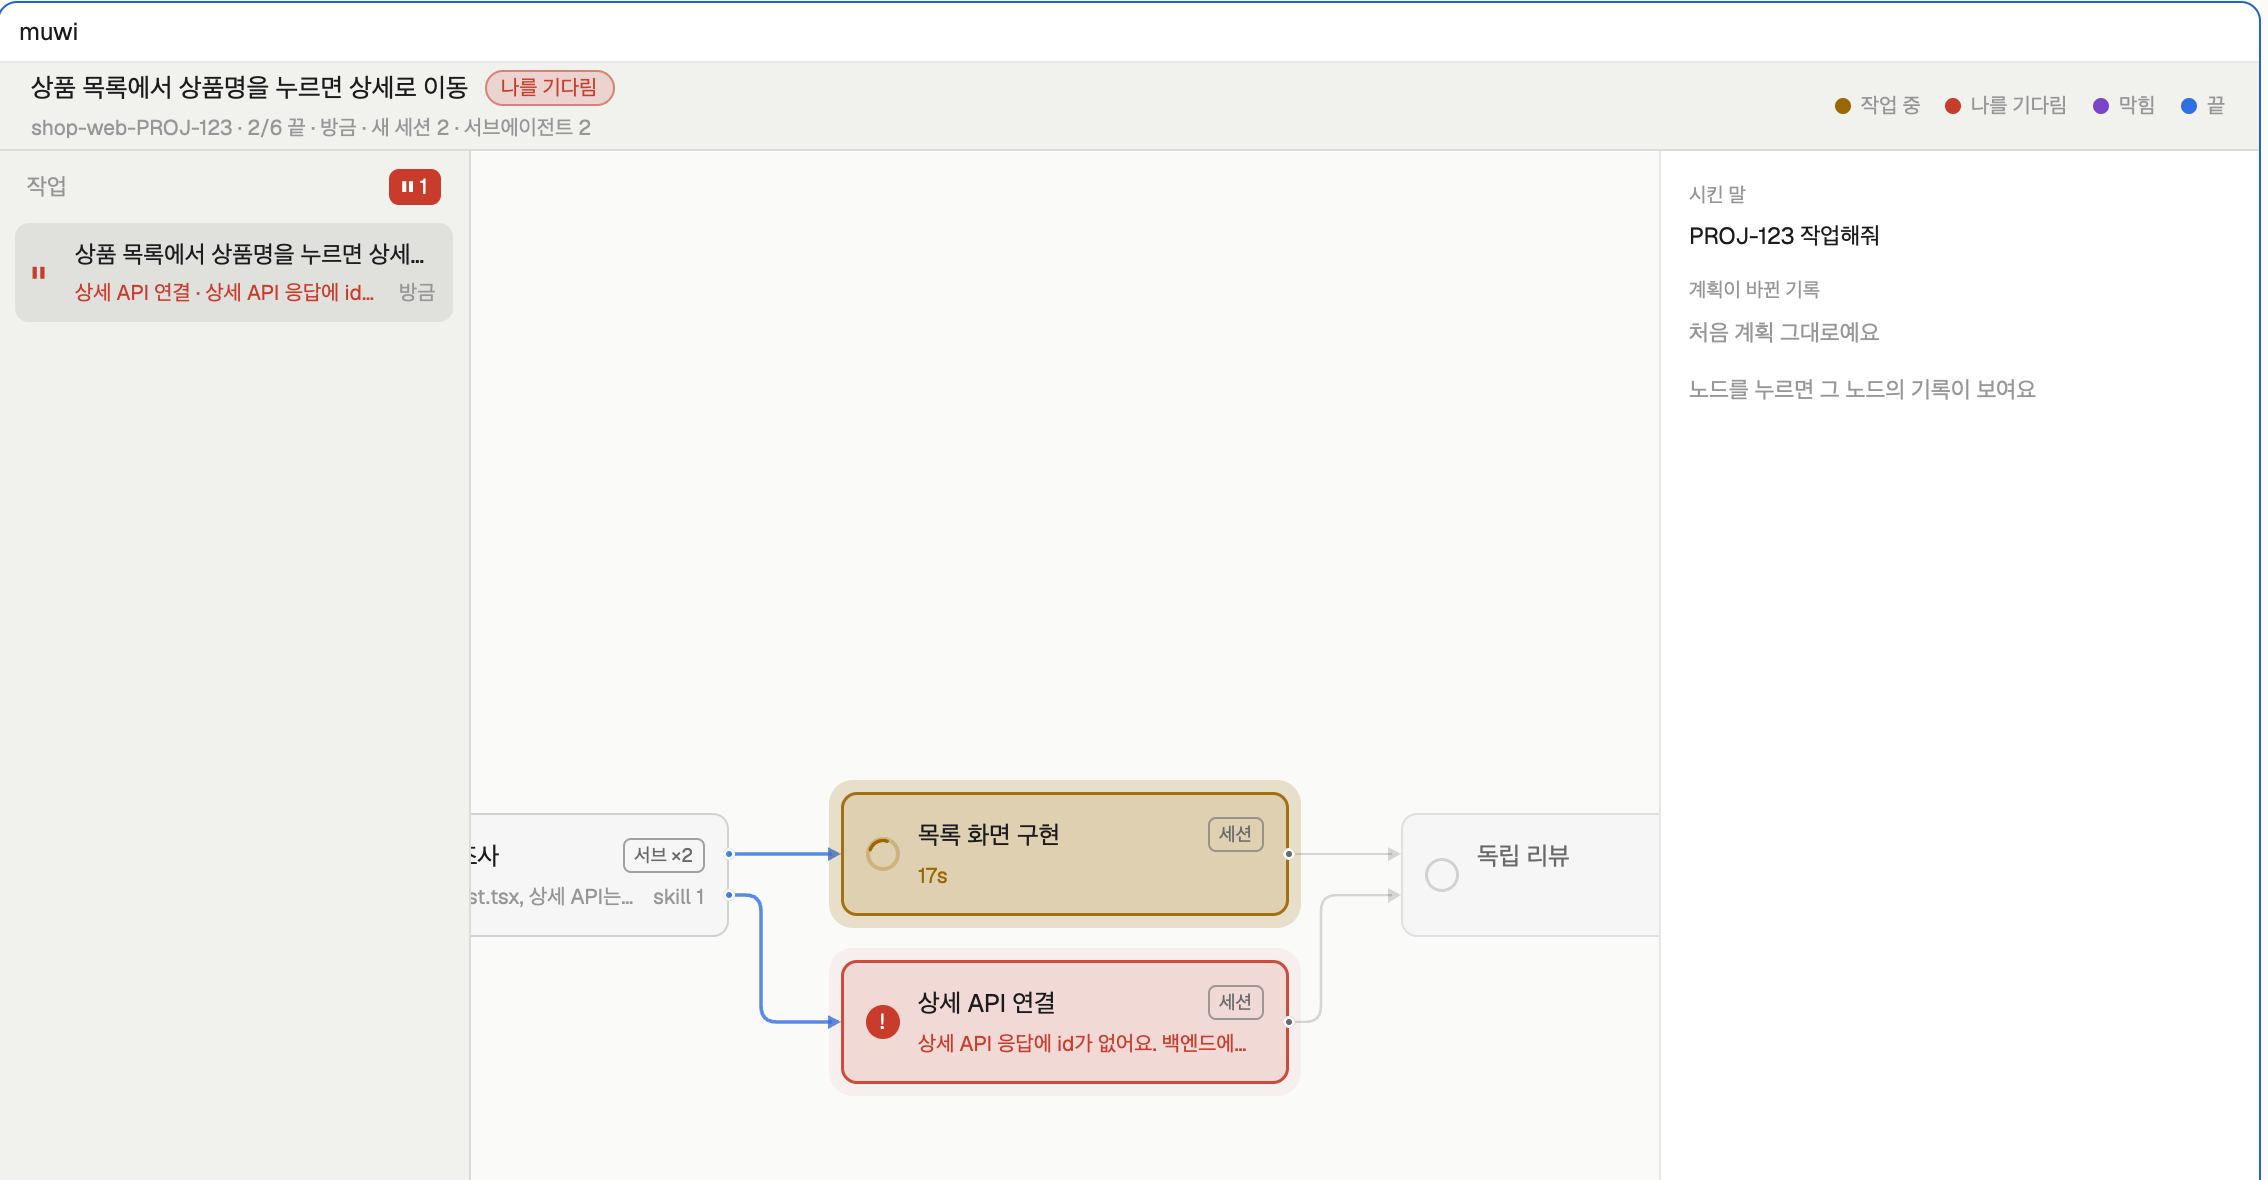 muwi
상품 목록에서 상품명을 누르면 상세로 이동 나를 기다림
shop-web-PROJ-123 · 2/6 끝 · 방금 · 새 세션 2 · 서브에이전트 2
작업 중 나를 기다림 막힘 끝
작업
1
상품 목록에서 상품명을 누르면 상세...
상세 API 연결 · 상세 API 응답에 id... 방금
서브 ×2
st.tsx, 상세 API는... skill 1
목록 화면 구현 세션
17s
상세 API 연결 세션
!
상세 API 응답에 id가 없어요. 백엔드에...
독립 리뷰
시킨 말
PROJ-123 작업해줘
계획이 바뀐 기록
처음 계획 그대로예요
노드를 누르면 그 노드의 기록이 보여요